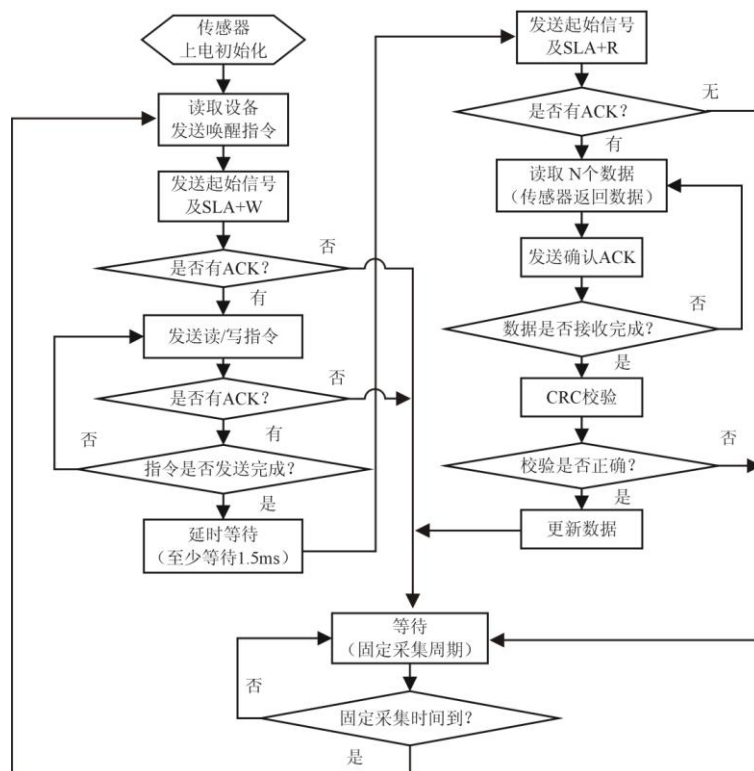 传感器
上电初始化
读取设备
发送唤醒指令
发送起始信号
及SLA+W
是否有ACK？
否
有
发送读/写指令
是否有ACK？
否
有
指令是否发送完成？
否
是
延时等待
（至少等待1.5ms）
发送起始信号
及SLA+R
是否有ACK？
无
有
读取 N个数据
（传感器返回数据）
发送确认ACK
数据是否接收完成？
否
是
CRC校验
校验是否正确？
否
是
更新数据
等待
（固定采集周期）
否
固定采集时间到？
是